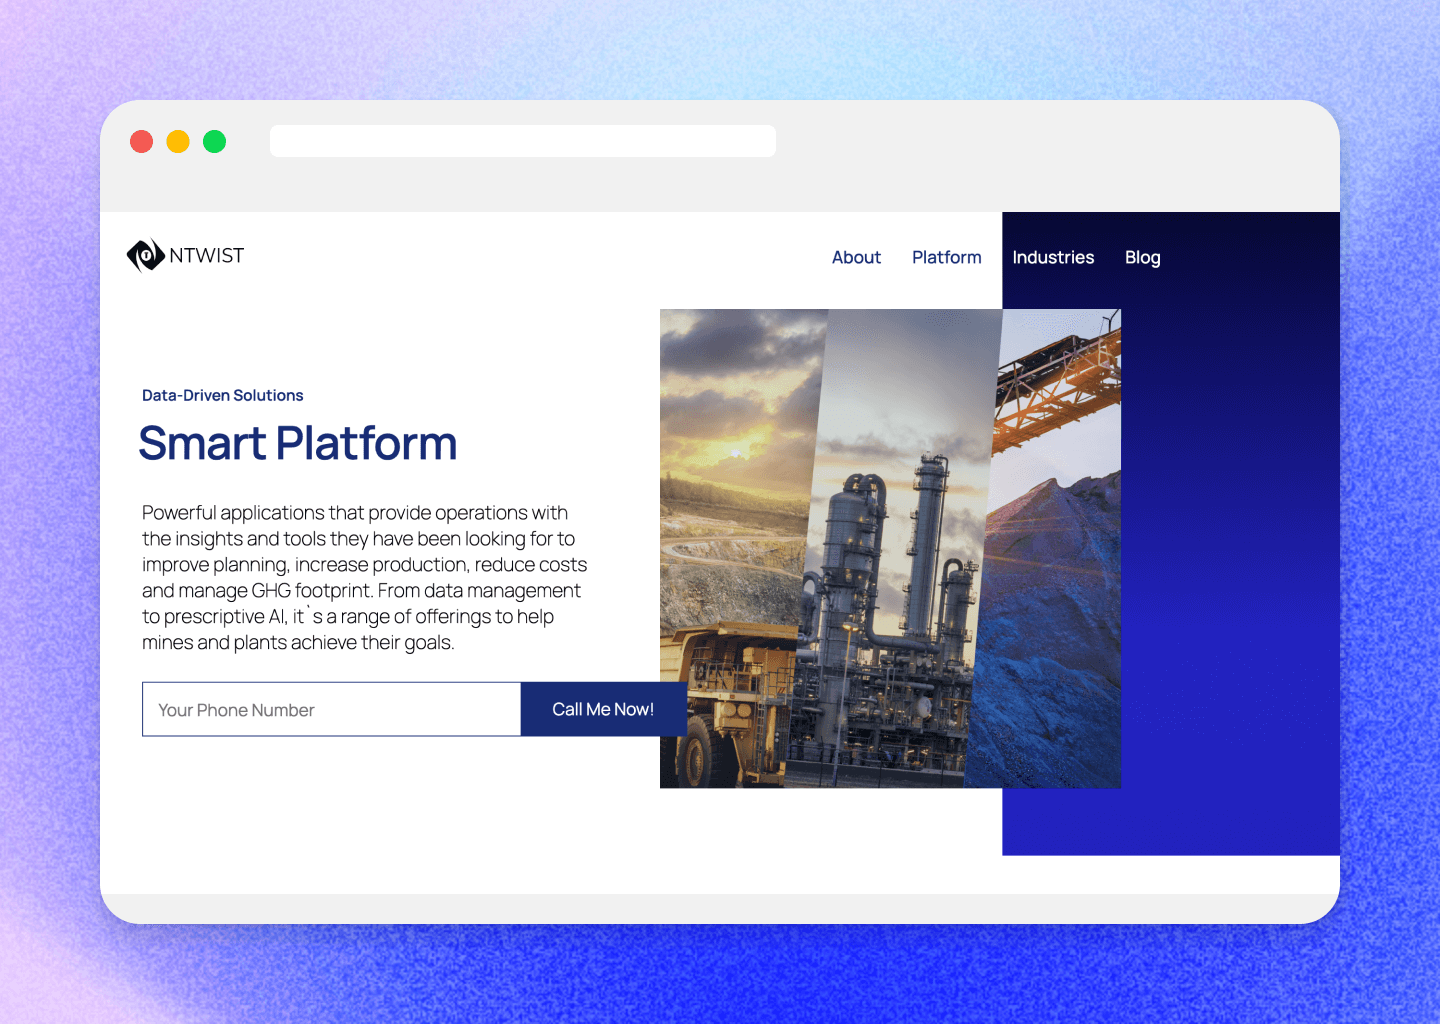 NTWIST
About Platform Industries Blog
Data-Driven Solutions
Smart Platform
Powerful applications that provide operations with
the insights and tools they have been looking for to
improve planning, increase production, reduce costs
and manage GHG footprint. From data management
to prescriptive AI, it`s a range of offerings to help
mines and plants achieve their goals.
Your Phone Number
Call Me Now!